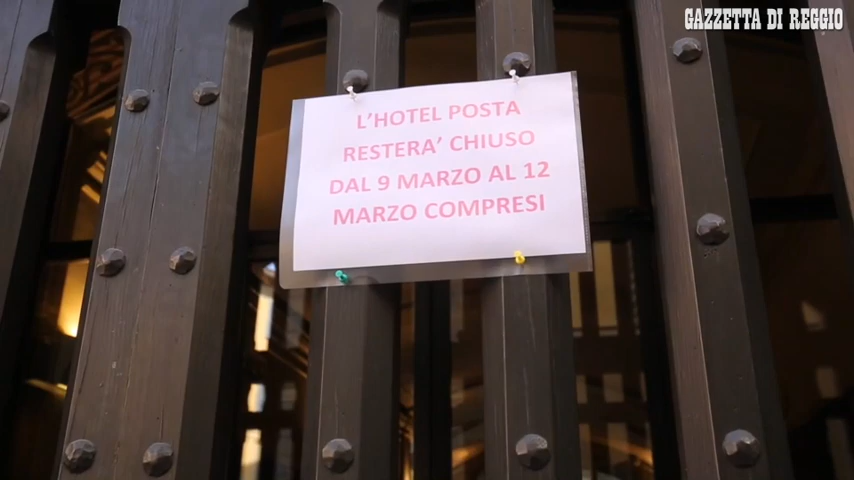 GAZZETTA DI REGGIO
L'HOTEL POSTA
RESTERA' CHIUSO
DAL 9 MARZO AL 12
MARZO COMPRESI